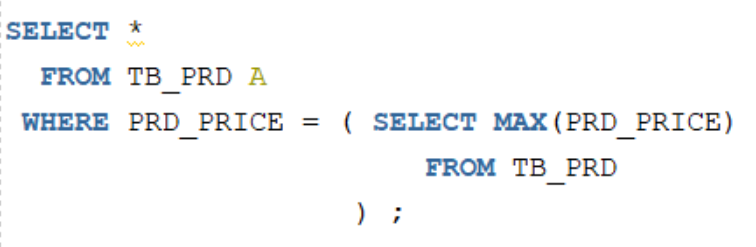 SELECT *
FROM TB_PRD A
WHERE PRD_PRICE = ( SELECT MAX(PRD_PRICE)
FROM TB_PRD
) ;